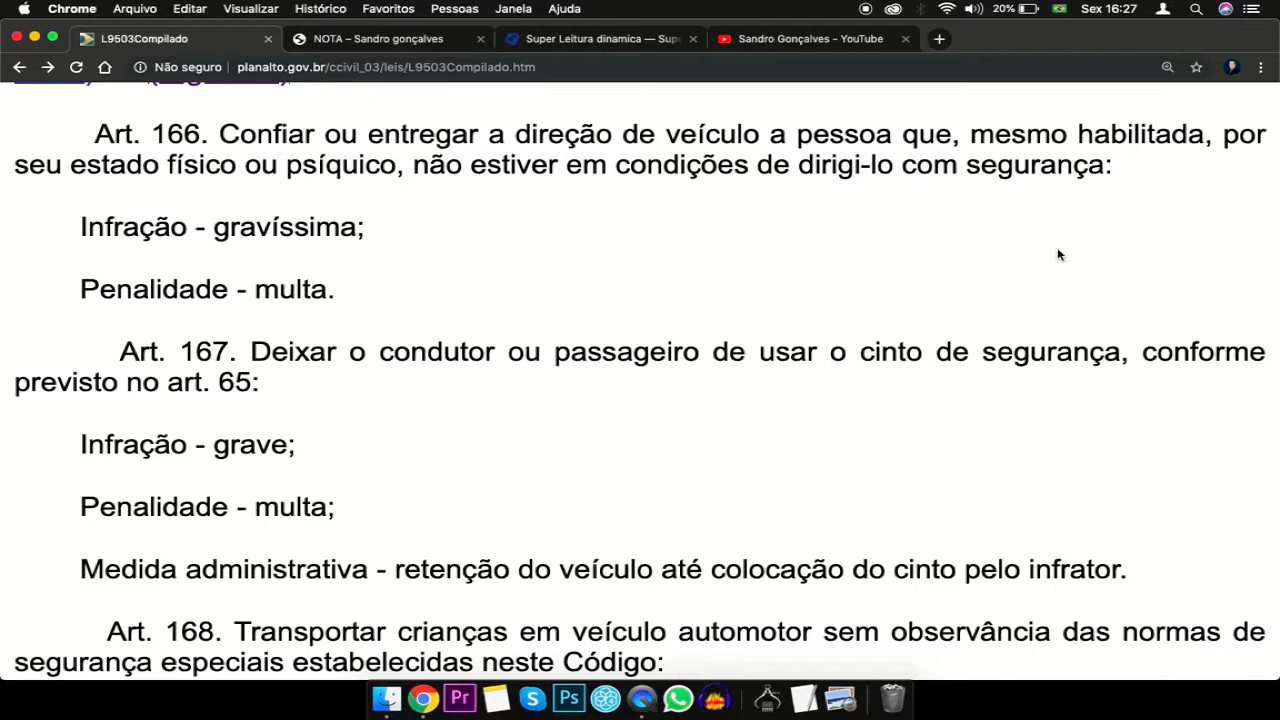 Chrome Arquivo Editar Visualizar Histórico Favoritos Pessoas Janela Ajuda 20% Sex 16:27
L9503Compilado NOTA – Sandro gonçalves Super Leitura dinamica — Sup Sandro Gonçalves - YouTube
Não seguro planalto.gov.br/ccivil_03/leis/L9503Compilado.htm
Art. 166. Confiar ou entregar a direção de veículo a pessoa que, mesmo habilitada, por
seu estado físico ou psíquico, não estiver em condições de dirigi-lo com segurança:
Infração - gravíssima;
Penalidade - multa.
Art. 167. Deixar o condutor ou passageiro de usar o cinto de segurança, conforme
previsto no art. 65:
Infração - grave;
Penalidade - multa;
Medida administrativa - retenção do veículo até colocação do cinto pelo infrator.
Art. 168. Transportar crianças em veículo automotor sem observância das normas de
segurança especiais estabelecidas neste Código:
Pr S Ps